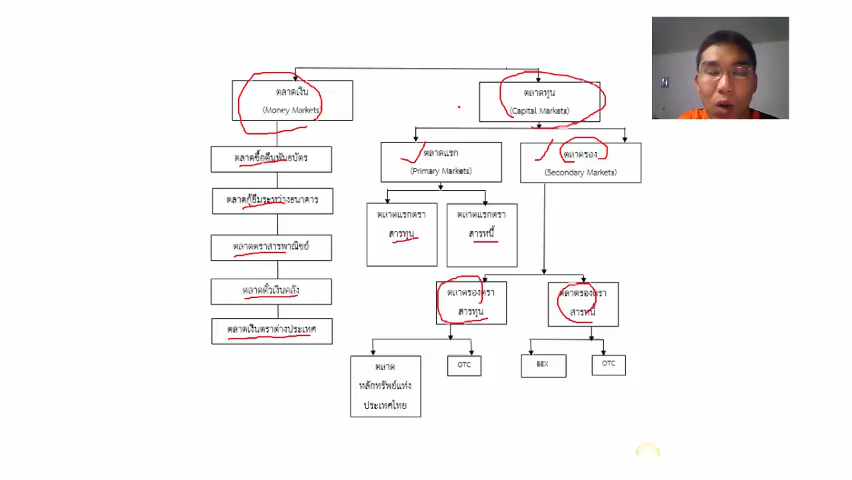 ตลาดเงิน
(Money Markets
ตลาดทุน
(Capital Markets)
ตลาดซื้อคืนพันธบัตร
ตลาดกู้ยืมระหว่างธนาคาร
ตลาดตราสารพาณิชย์
ตลาดตั๋วเงินคลัง
ตลาดเงินตราต่างประเทศ
ตลาดแรก
(Primary Markets)
ตลาดรอง
(Secondary Markets)
ตลาดแรกตรา
สารทุน
ตลาดแรกตรา
สารหนี้
ตลาดรองตรา
สารทุน
ตลาดรองตรา
สารหนี้
ตลาด
หลักทรัพย์แห่ง
ประเทศไทย
OTC
BEX
OTC